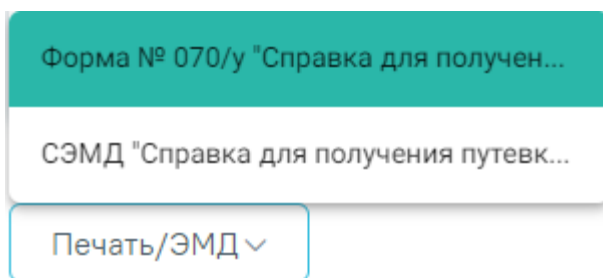 Форма № 070/у "Справка для получен...
СЭМД "Справка для получения путевк...
Печать/ЭМД